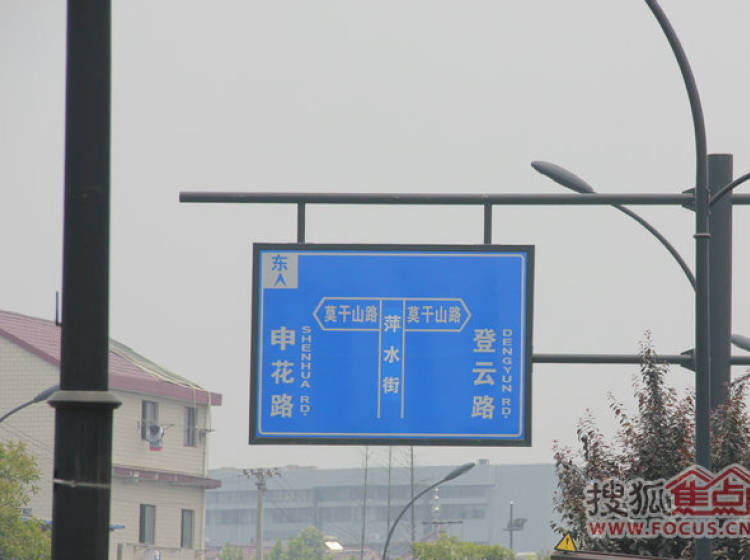 东
莫干山路
莫干山路
萍水街
申花路
SHENHUA RD.
登云路
DENGYUN RD.
搜狐焦点
WWW.FOCUS.CN